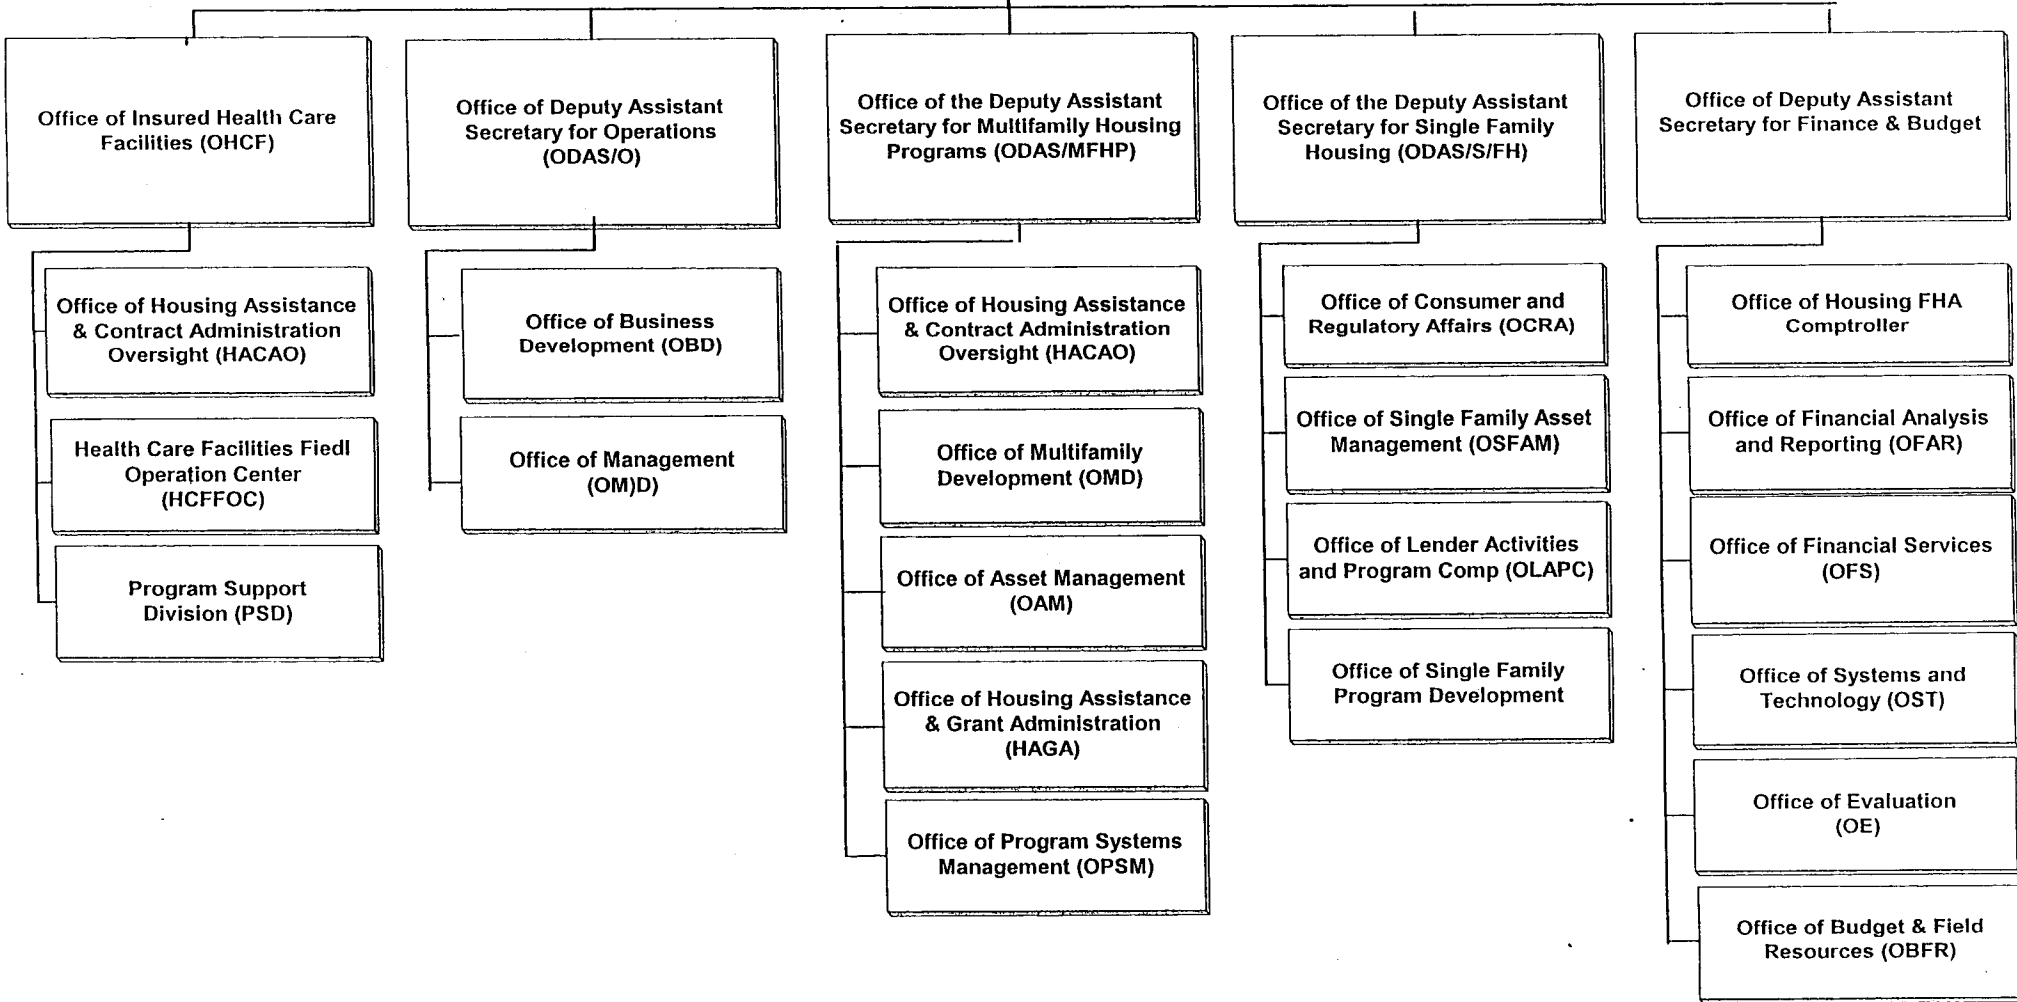 Office of Insured Health Care
Facilities (OHCF)
Office of Housing Assistance
& Contract Administration
Oversight (HACAO)
Health Care Facilities Fiedl
Operation Center
(HCFFOC)
Program Support
Division (PSD)
Office of Deputy Assistant
Secretary for Operations
(ODAS/O)
Office of Business
Development (OBD)
Office of Management
(OM)D)
Office of the Deputy Assistant
Secretary for Multifamily Housing
Programs (ODAS/MFHP)
Office of Housing Assistance
& Contract Administration
Oversight (HACAO)
Office of Multifamily
Development (OMD)
Office of Asset Management
(OAM)
Office of Housing Assistance
& Grant Administration
(HAGA)
Office of Program Systems
Management (OPSM)
Office of the Deputy Assistant
Secretary for Single Family
Housing (ODAS/S/FH)
Office of Consumer and
Regulatory Affairs (OCRA)
Office of Single Family Asset
Management (OSFAM)
Office of Lender Activities
and Program Comp (OLAPC)
Office of Single Family
Program Development
Office of Deputy Assistant
Secretary for Finance & Budget
Office of Housing FHA
Comptroller
Office of Financial Analysis
and Reporting (OFAR)
Office of Financial Services
(OFS)
Office of Systems and
Technology (OST)
Office of Evaluation
(OE)
Office of Budget & Field
Resources (OBFR)